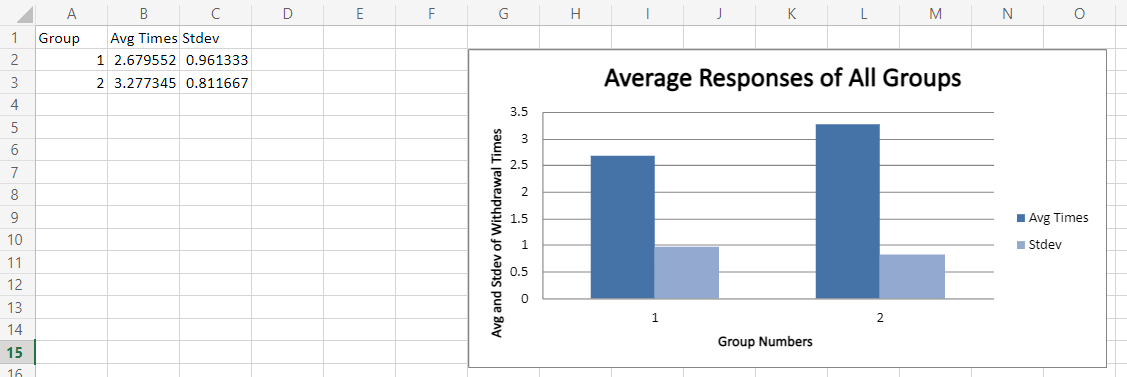 A B C D E F G H I J K L M N O
1 Group Avg Times Stdev
2 1 2.679552 0.961333
3 2 3.277345 0.811667
4
5
6
7
8
9
10
11
12
13
14
15
16
Average Responses of All Groups
Avg and Stdev of Withdrawal Times
3.5
3
2.5
2
1.5
1
0.5
0
1 2
Group Numbers
Avg Times
Stdev